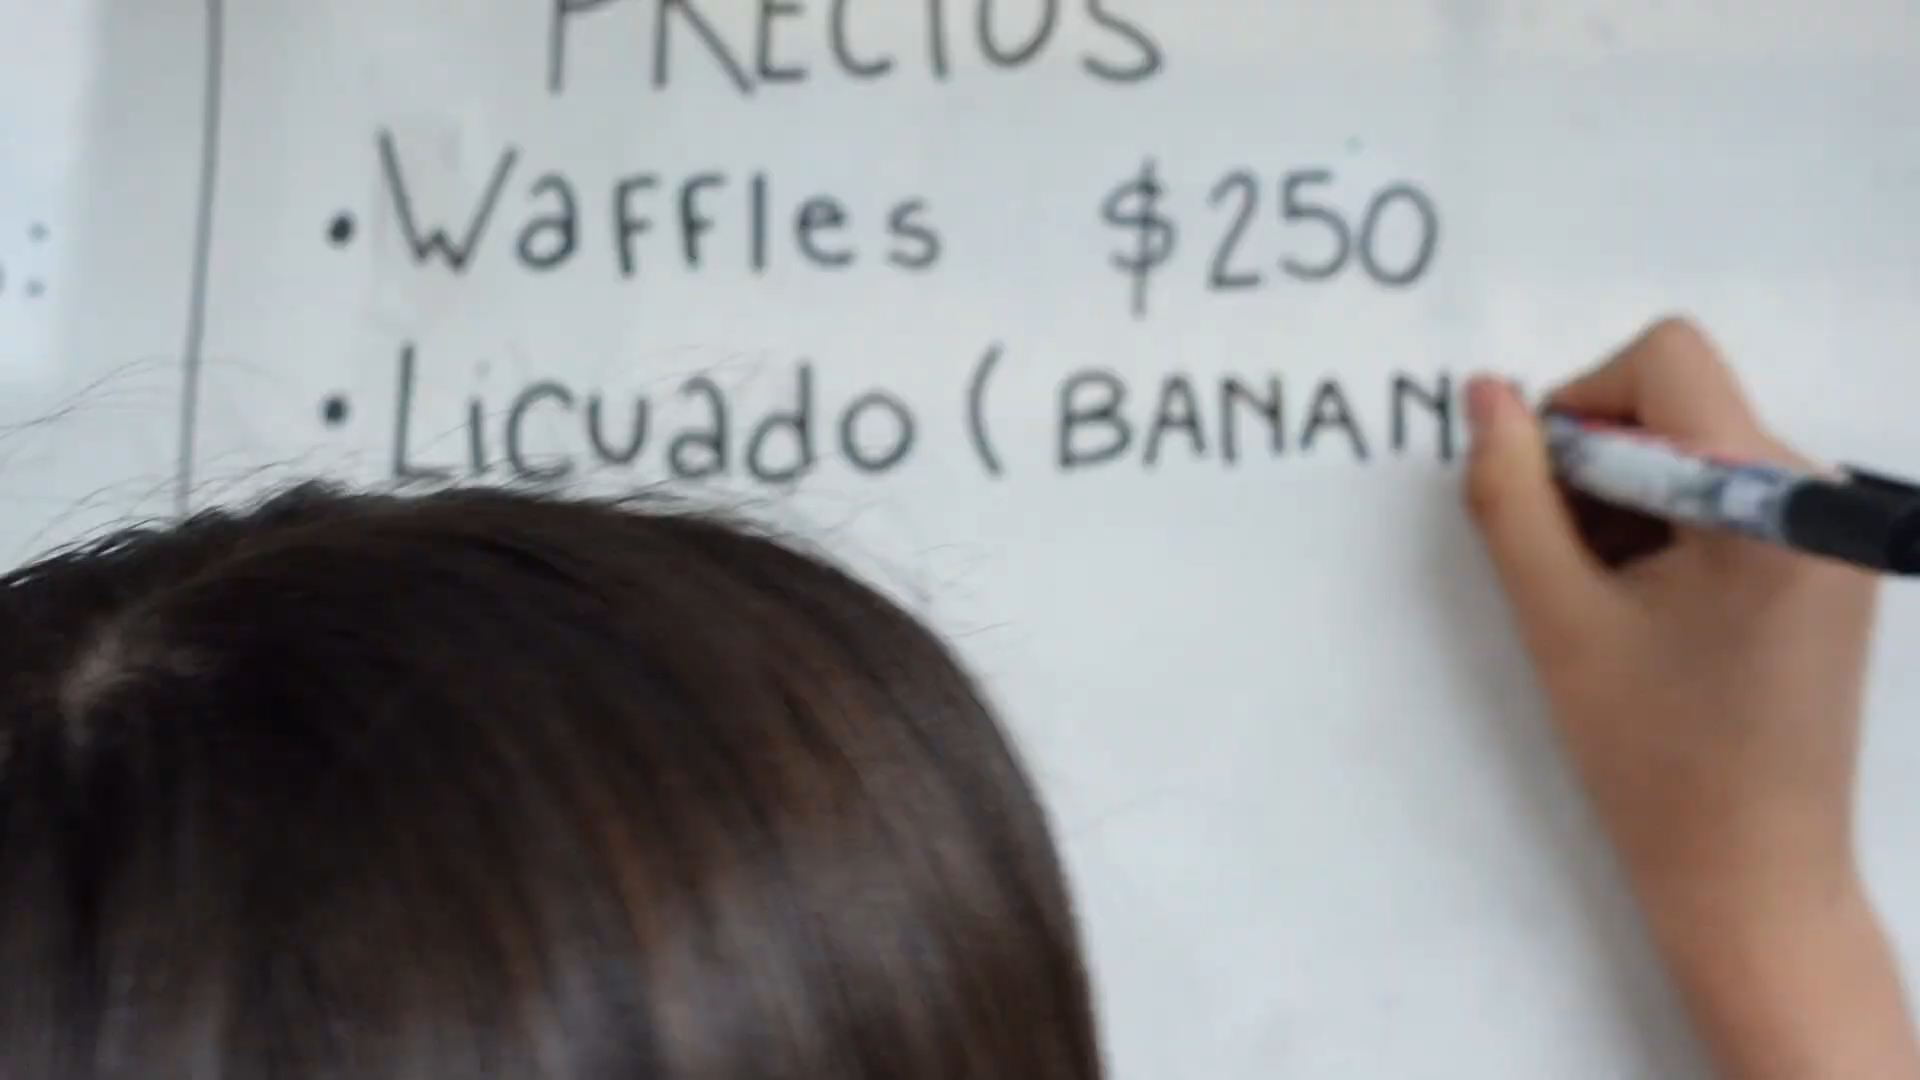 PRECIOS
• Waffles $250
• Licuado ( BANAN